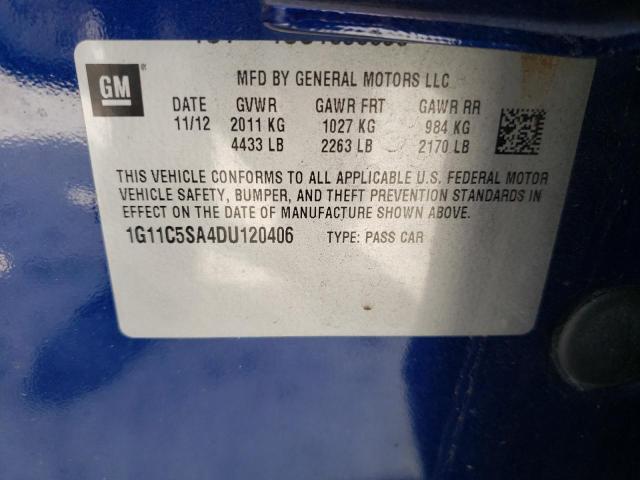 GM
MFD BY GENERAL MOTORS LLC
DATE GVWR GAWR FRT GAWR RR
11/12 2011 KG 1027 KG 984 KG
4433 LB 2263 LB 2170 LB
THIS VEHICLE CONFORMS TO ALL APPLICABLE U.S. FEDERAL MOTOR
VEHICLE SAFETY, BUMPER, AND THEFT PREVENTION STANDARDS IN
EFFECT ON THE DATE OF MANUFACTURE SHOWN ABOVE.
1G11C5SA4DU120406 TYPE: PASS CAR